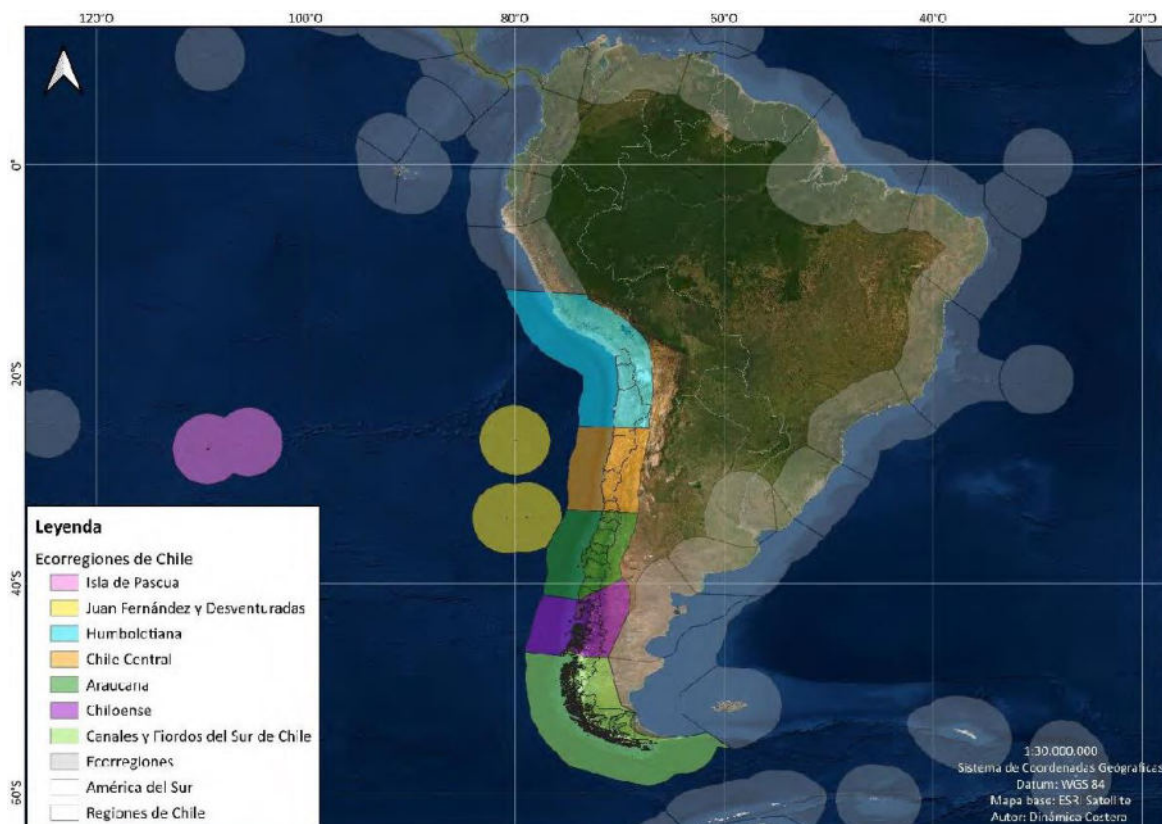 120°O 100°O 80°O 60°O 40°O 20°O
0°
20°S
40°S
60°S
Leyenda
Ecorregiones de Chile
Isla de Pascua
Juan Fernández y Desventuradas
Humboldtiana
Chile Central
Araucana
Chiloense
Canales y Fiordos del Sur de Chile
Ecorregiones
América del Sur
Regiones de Chile
1:30.000.000
Sistema de Coordenadas Geográficas
Datum: WGS 84
Mapa base: ESRI Satellite
Autor: Dinámica Costera